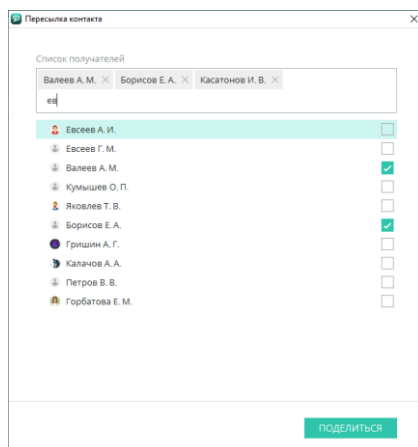 Пересылка контакта
Список получателей
Валеев А. М. Борисов Е. А. Касатонов И. В.
ев
Евсеев А. И.
Евсеев Г. М.
Валеев А. М.
Кумышев О. П.
Яковлев Т. В.
Борисов Е. А.
Гришин А. Г.
Калачов А. А.
Петров В. В.
Горбатова Е. М.
ПОДЕЛИТЬСЯ